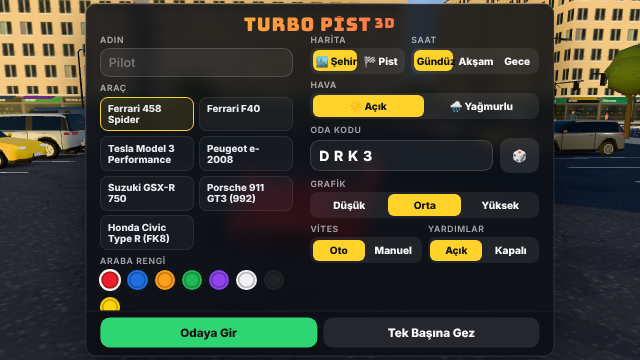 TURBO PİST 3D
ADIN
Pilot
ARAÇ
Ferrari 458 Spider
Ferrari F40
Tesla Model 3 Performance
Peugeot e-2008
Suzuki GSX-R 750
Porsche 911 GT3 (992)
Honda Civic Type R (FK8)
ARABA RENGİ
HARİTA
Şehir
Pist
SAAT
Gündüz
Akşam
Gece
HAVA
Açık
Yağmurlu
ODA KODU
DRK3
GRAFİK
Düşük
Orta
Yüksek
VİTES
Oto
Manuel
YARDIMLAR
Açık
Kapalı
Odaya Gir
Tek Başına Gez